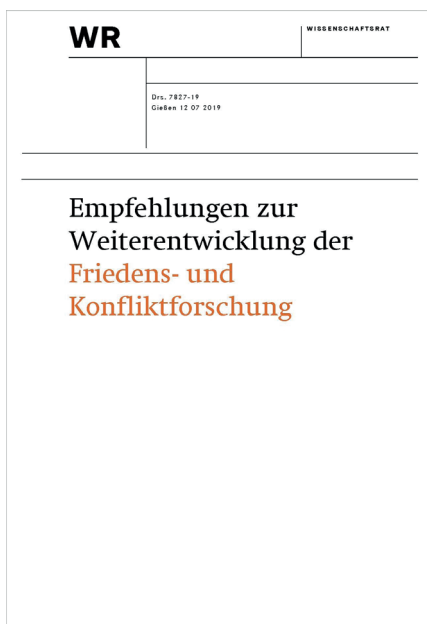 WR
WISSENSCHAFTSRAT
Drs. 7827-19
Gießen 12 07 2019
Empfehlungen zur
Weiterentwicklung der
Friedens- und
Konfliktforschung